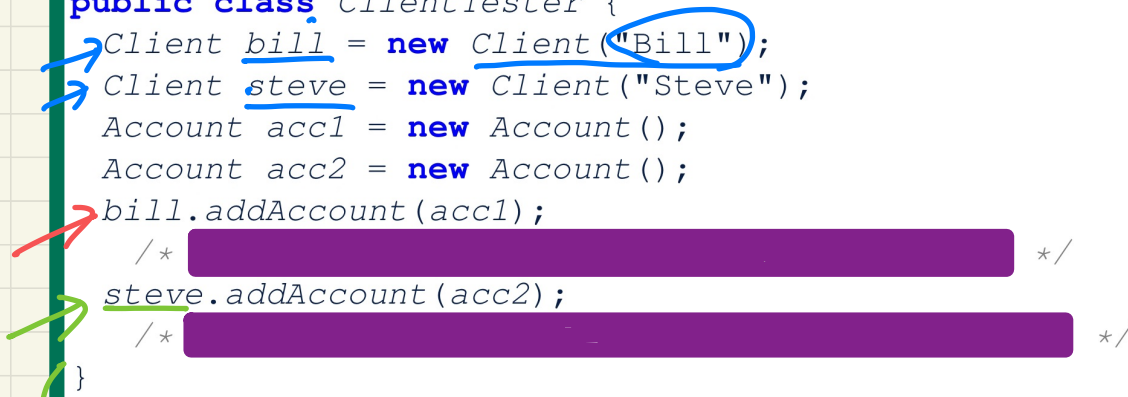 public class ClientTester {
Client bill = new Client("Bill");
Client steve = new Client("Steve");
Account acc1 = new Account();
Account acc2 = new Account();
bill.addAccount(acc1);
/* */
steve.addAccount(acc2);
/* */
}